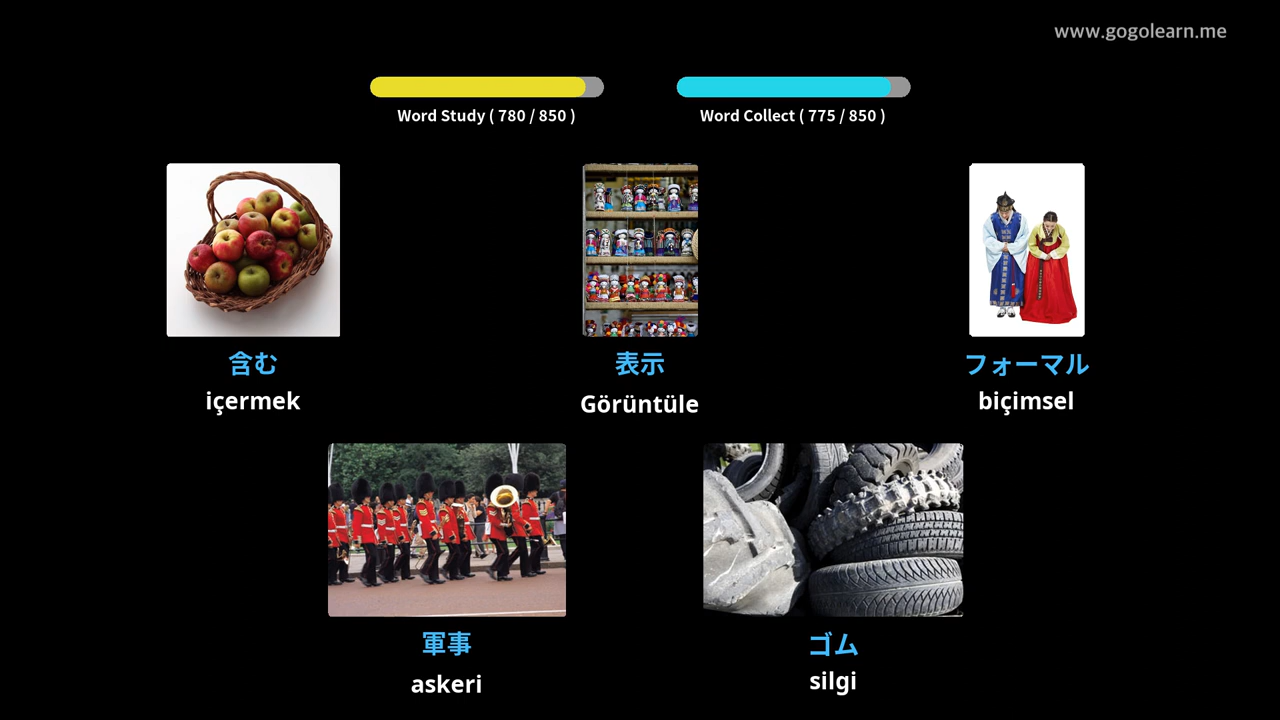 www.gogolearn.me
Word Study ( 780 / 850 )
Word Collect ( 775 / 850 )
含む
içermek
表示
Görüntüle
フォーマル
biçimsel
軍事
askeri
ゴム
silgi